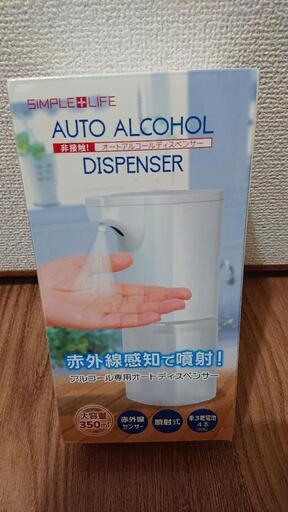 SIMPLE+LIFE
AUTO ALCOHOL
非接触! オートアルコールディスペンサー
DISPENSER
赤外線感知で噴射!
アルコール専用オートディスペンサー
大容量
350ml
赤外線
センサー
噴射式
単3乾電池
4本